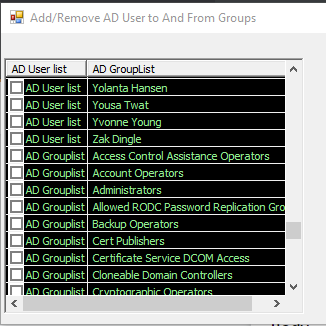 Add/Remove AD User to And From Groups
AD User list AD GroupList
AD User list Yolanta Hansen
AD User list Yousa Twat
AD User list Yvonne Young
AD User list Zak Dingle
AD Grouplist Access Control Assistance Operators
AD Grouplist Account Operators
AD Grouplist Administrators
AD Grouplist Allowed RODC Password Replication Gro
AD Grouplist Backup Operators
AD Grouplist Cert Publishers
AD Grouplist Certificate Service DCOM Access
AD Grouplist Cloneable Domain Controllers
AD Grouplist Cryptographic Operators